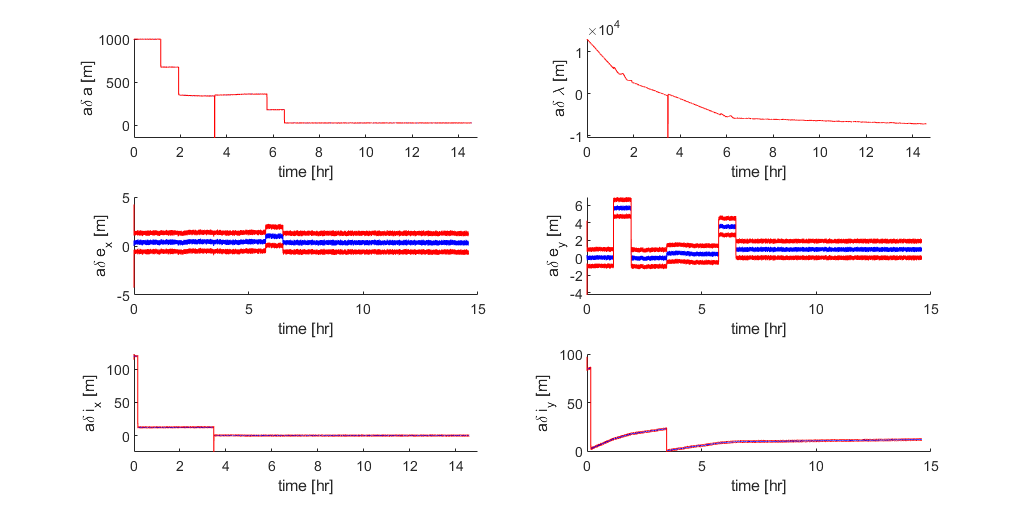 aδ a [m]
1000
500
0
0 2 4 6 8 10 12 14
time [hr]
×10⁴
aδ λ [m]
1
0
-1
0 2 4 6 8 10 12 14
time [hr]
aδ eₓ [m]
5
0
-5
0 5 10 15
time [hr]
aδ e_y [m]
6
4
2
0
-2
-4
0 5 10 15
time [hr]
aδ iₓ [m]
100
50
0
0 2 4 6 8 10 12 14
time [hr]
aδ i_y [m]
100
50
0
0 5 10 15
time [hr]